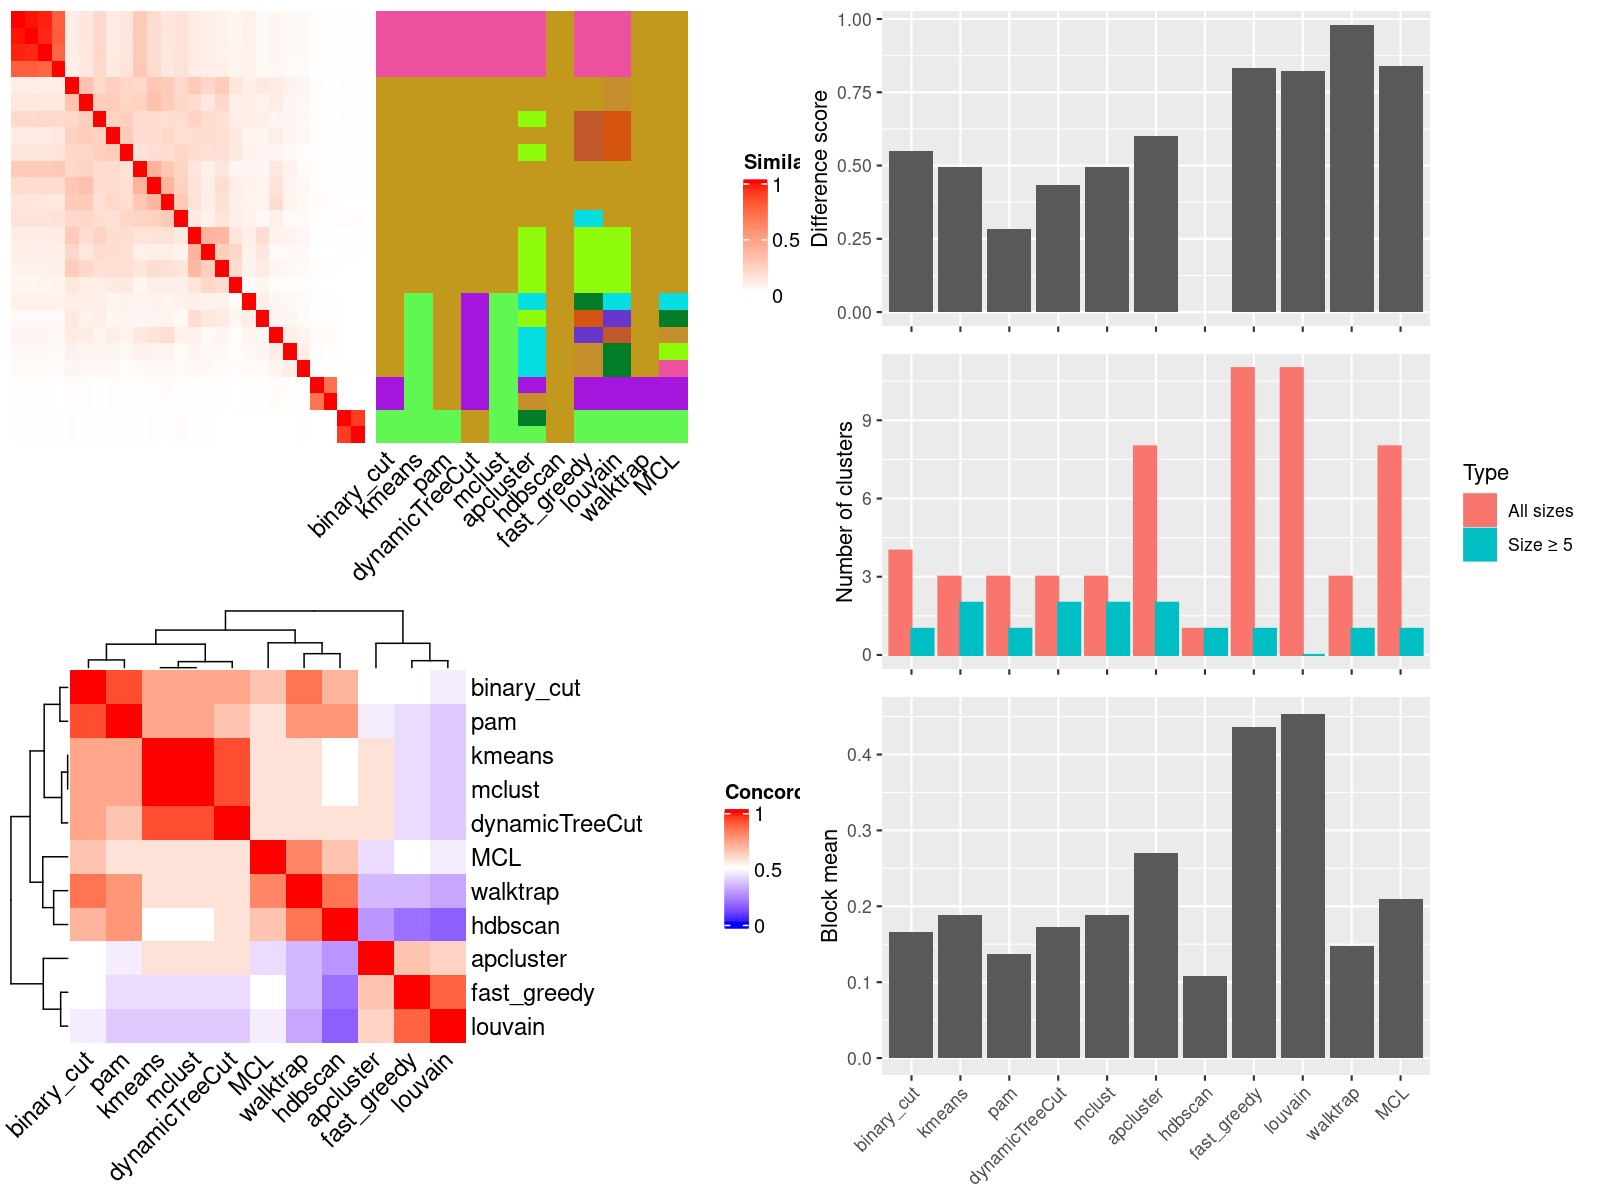 Simila
1
0.5
0
binary_cut
kmeans
pam
dynamicTreeCut
mclust
apcluster
hdbscan
fast_greedy
louvain
walktrap
MCL
Difference score
1.00
0.75
0.50
0.25
0.00
Number of clusters
9
6
3
0
Type
All sizes
Size ≥ 5
binary_cut
pam
kmeans
mclust
dynamicTreeCut
MCL
walktrap
hdbscan
apcluster
fast_greedy
louvain
binary_cut
pam
kmeans
mclust
dynamicTreeCut
MCL
walktrap
hdbscan
apcluster
fast_greedy
louvain
Concord
1
0.5
0
Block mean
0.4
0.3
0.2
0.1
0.0
binary_cut
kmeans
pam
dynamicTreeCut
mclust
apcluster
hdbscan
fast_greedy
louvain
walktrap
MCL